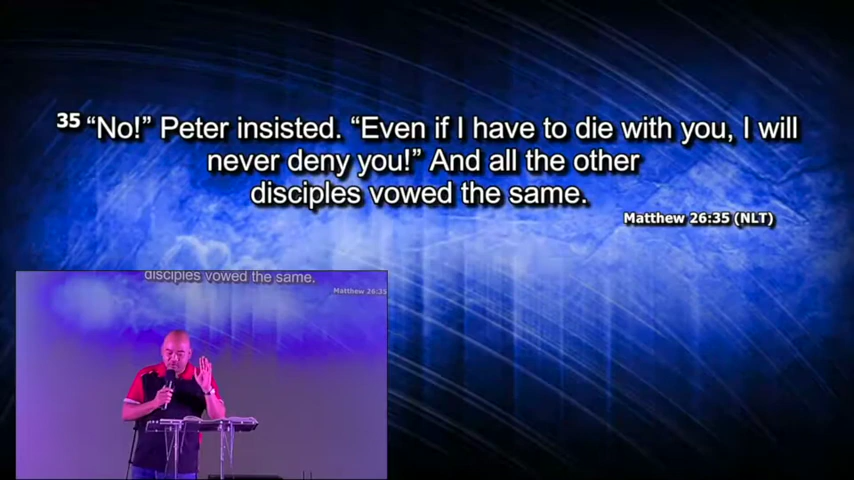 35 “No!” Peter insisted. “Even if I have to die with you, I will
never deny you!” And all the other
disciples vowed the same.
Matthew 26:35 (NLT)
disciples vowed the same.
Matthew 26:35